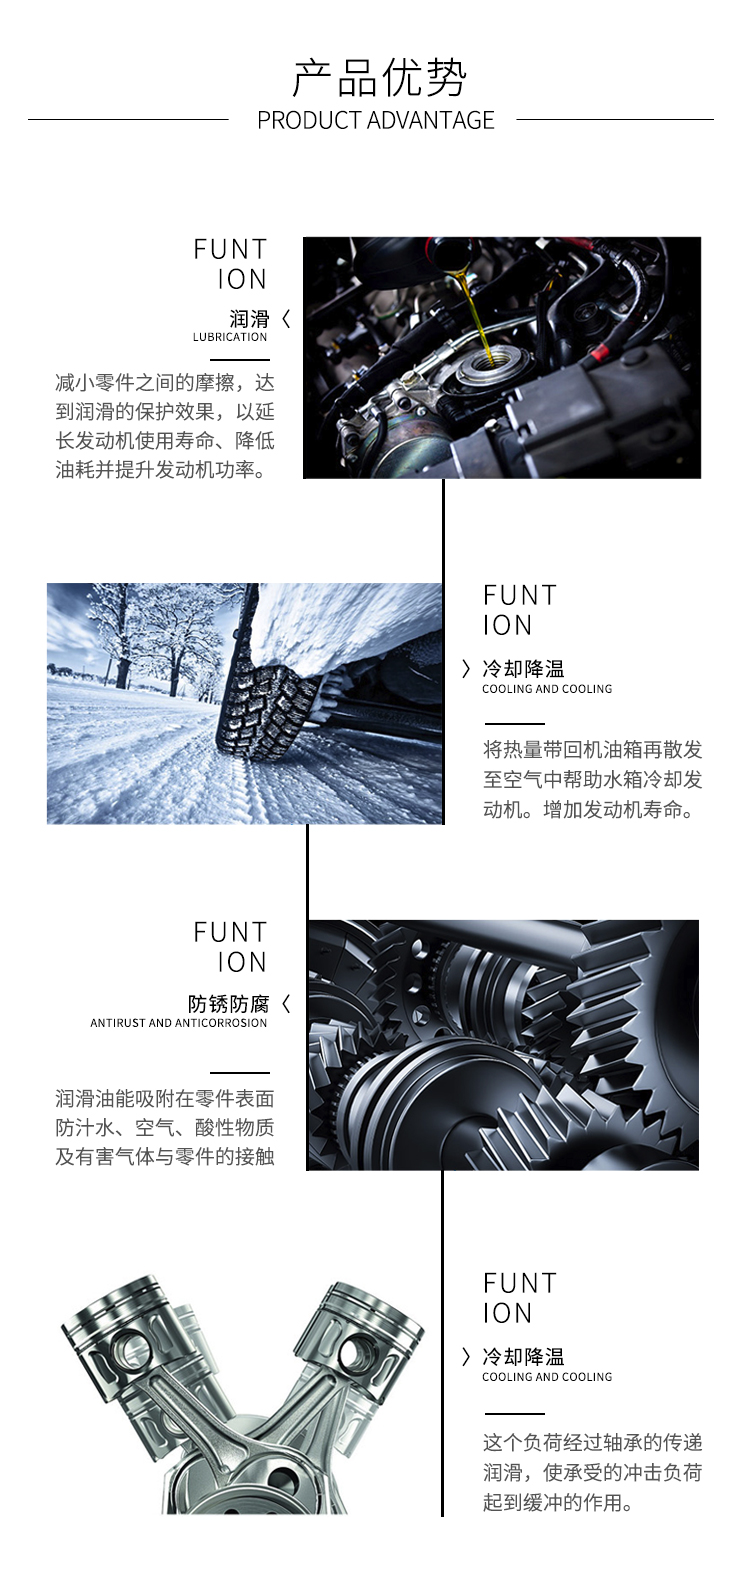 产品优势
PRODUCT ADVANTAGE
FUNT
ION
润滑
LUBRICATION
减小零件之间的摩擦，达
到润滑的保护效果，以延
长发动机使用寿命、降低
油耗并提升发动机功率。
FUNT
ION
冷却降温
COOLING AND COOLING
将热量带回机油箱再散发
至空气中帮助水箱冷却发
动机。增加发动机寿命。
FUNT
ION
防锈防腐
ANTIRUST AND ANTICORROSION
润滑油能吸附在零件表面
防汁水、空气、酸性物质
及有害气体与零件的接触
FUNT
ION
冷却降温
COOLING AND COOLING
这个负荷经过轴承的传递
润滑，使承受的冲击负荷
起到缓冲的作用。